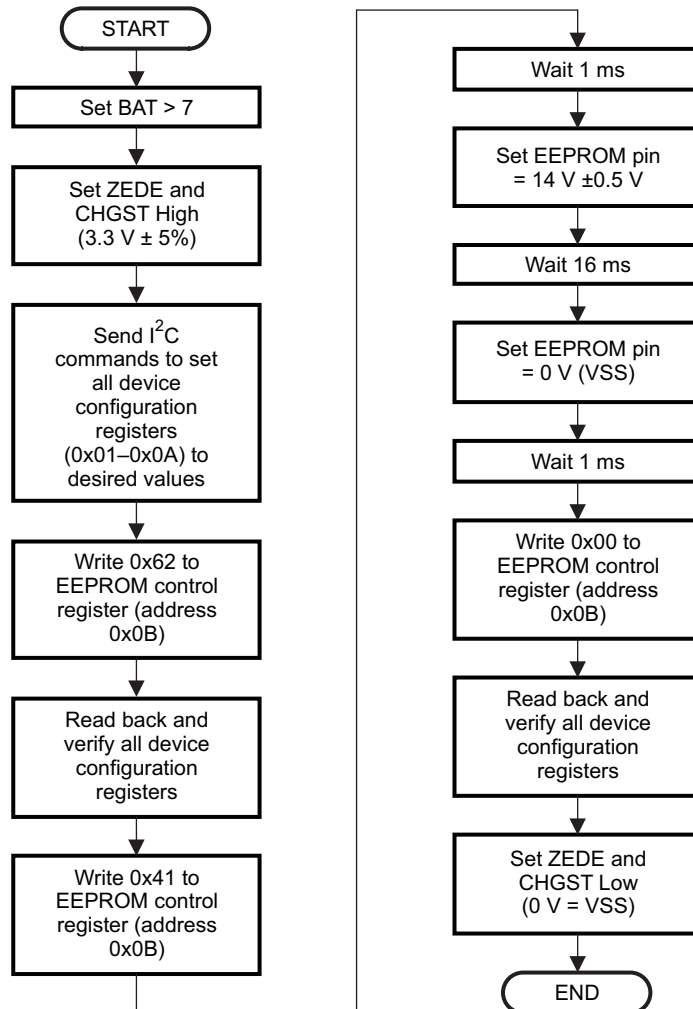 START
Set BAT > 7
Set ZEDE and
CHGST High
(3.3 V ± 5%)
Send I²C
commands to set
all device
configuration
registers
(0x01–0x0A) to
desired values
Write 0x62 to
EEPROM control
register (address
0x0B)
Read back and
verify all device
configuration
registers
Write 0x41 to
EEPROM control
register (address
0x0B)
Wait 1 ms
Set EEPROM pin
= 14 V ±0.5 V
Wait 16 ms
Set EEPROM pin
= 0 V (VSS)
Wait 1 ms
Write 0x00 to
EEPROM control
register (address
0x0B)
Read back and
verify all device
configuration
registers
Set ZEDE and
CHGST Low
(0 V = VSS)
END